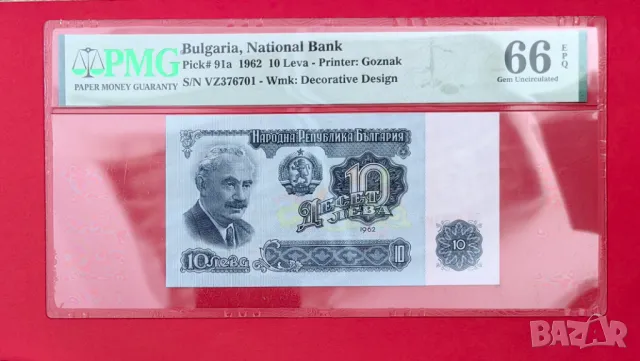 PMG
PAPER MONEY GUARANTY
Bulgaria, National Bank
Pick# 91a 1962 10 Leva - Printer: Goznak
S/N VZ376701 - Wmk: Decorative Design
66 EPQ
Gem Uncirculated
НАРОДНА РЕПУБЛИКА БЪЛГАРИЯ
10
ДЕСЕТ
ЛЕВА
1962
10 ЛЕВА
10
10
BAZAR